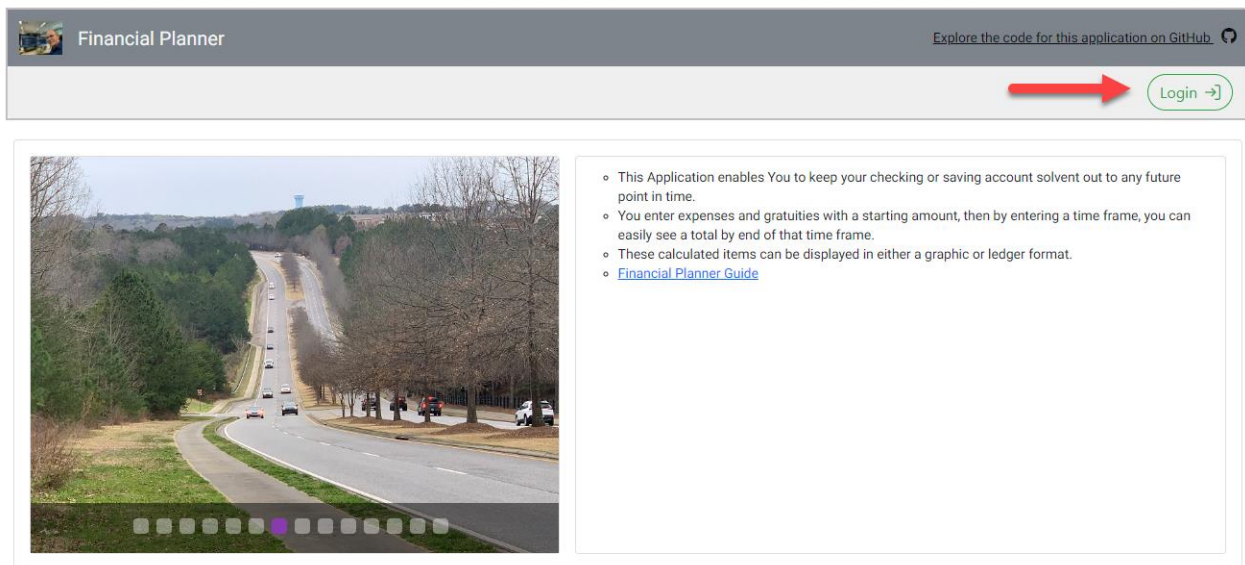 Financial Planner
Explore the code for this application on GitHub
Login
This Application enables You to keep your checking or saving account solvent out to any future
point in time.
You enter expenses and gratuities with a starting amount, then by entering a time frame, you can
easily see a total by end of that time frame.
These calculated items can be displayed in either a graphic or ledger format.
Financial Planner Guide